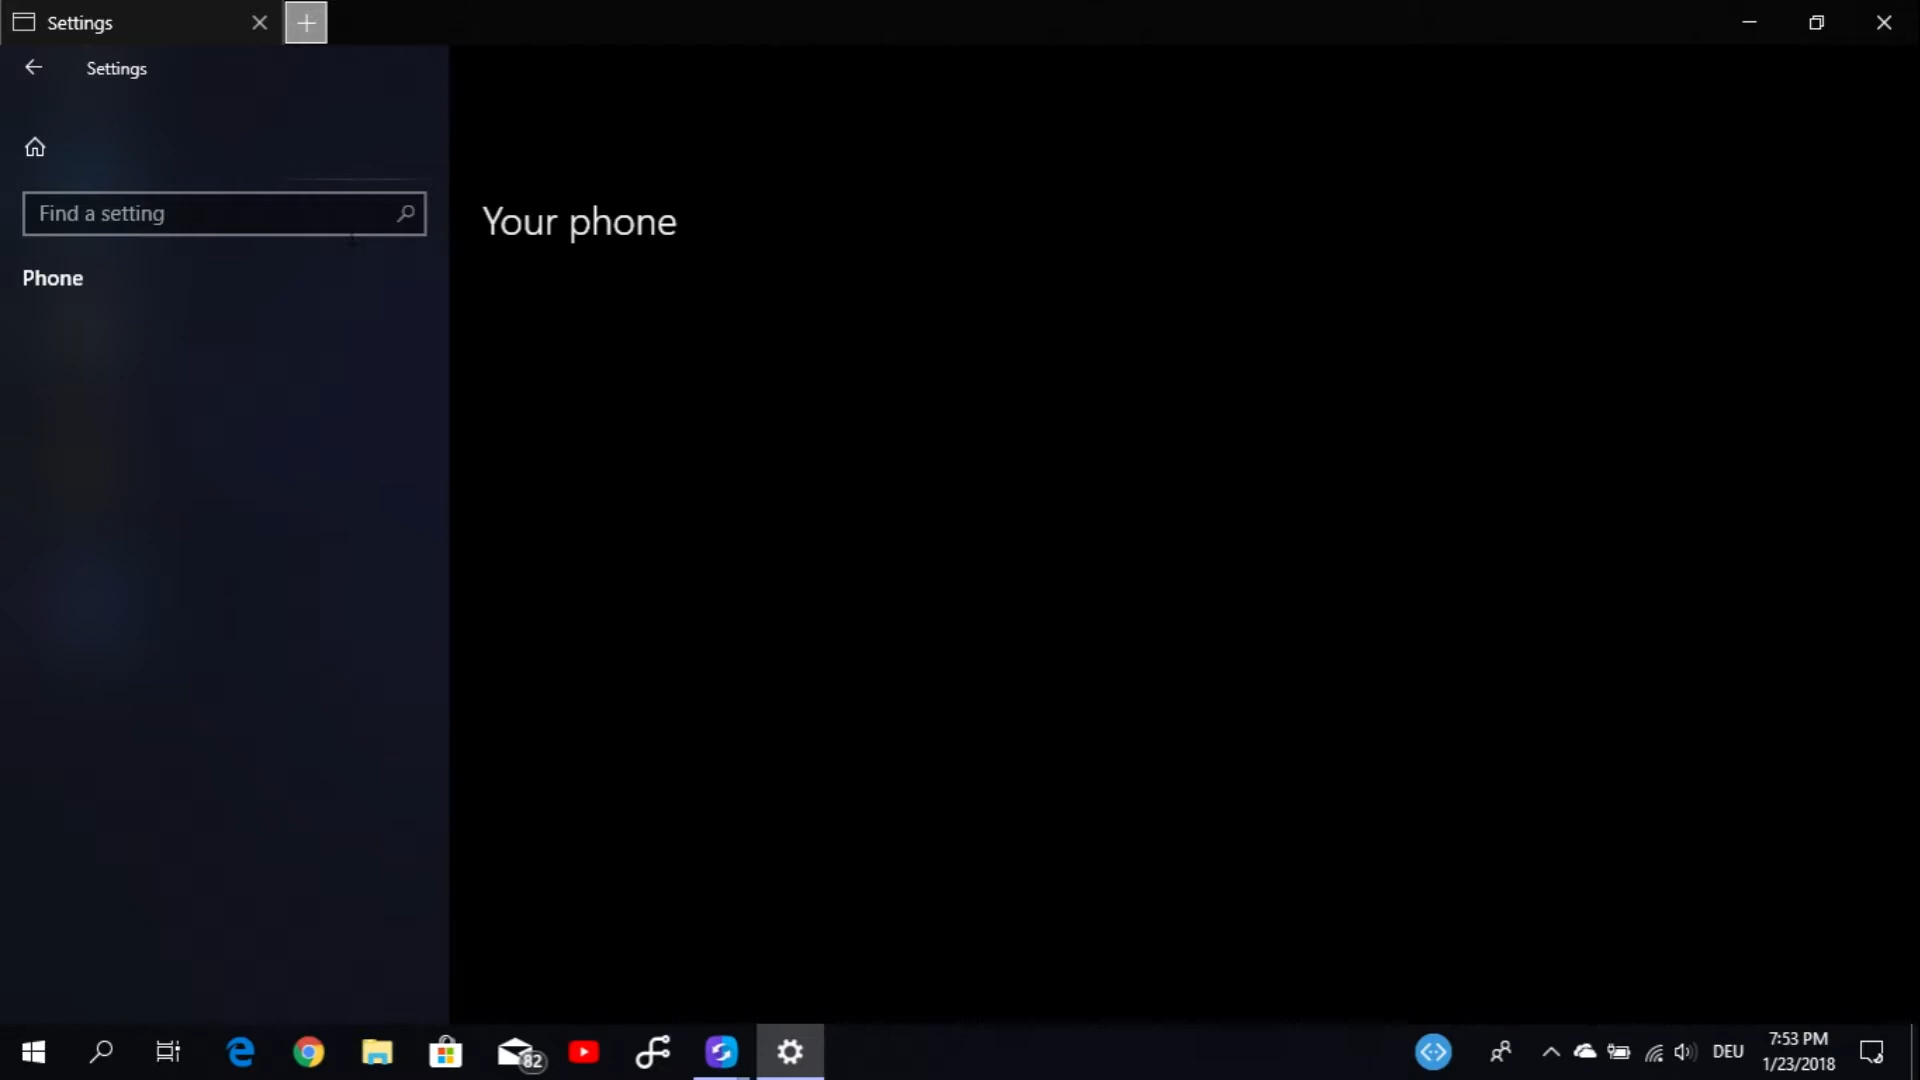 Settings
Settings
Find a setting
Phone
Your phone
82
DEU
7:53 PM
1/23/2018